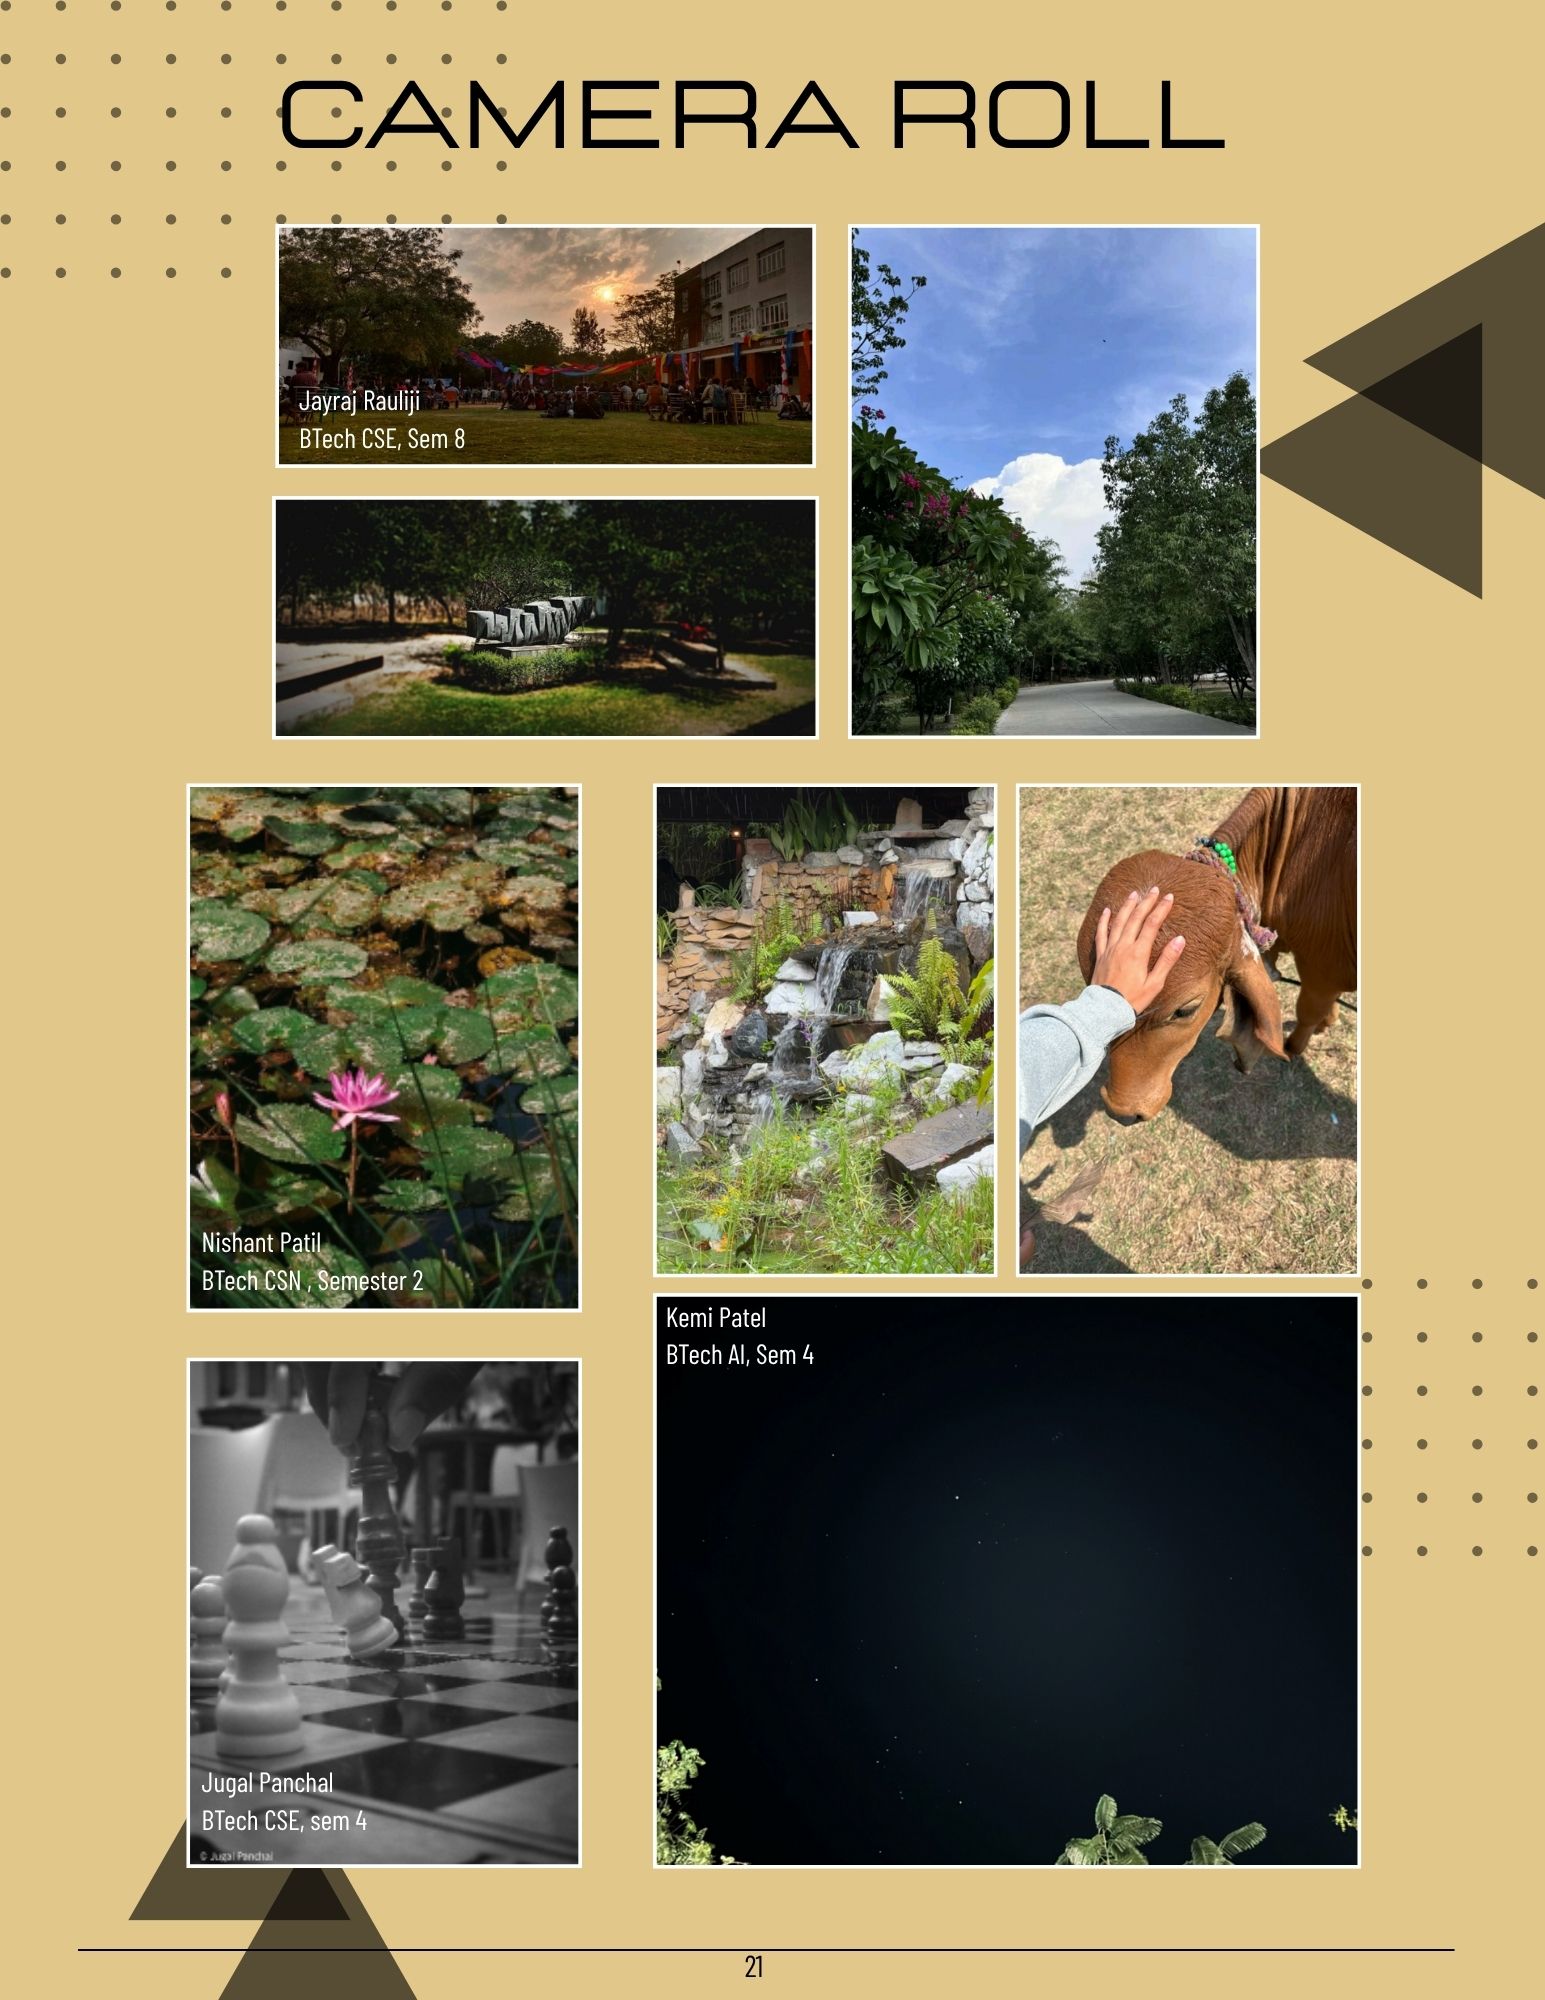 CAMERA ROLL
Jayraj Rauliji
BTech CSE, Sem 8
Nishant Patil
BTech CSN , Semester 2
Kemi Patel
BTech AI, Sem 4
Jugal Panchal
BTech CSE, sem 4
© Jugal Panchal
21